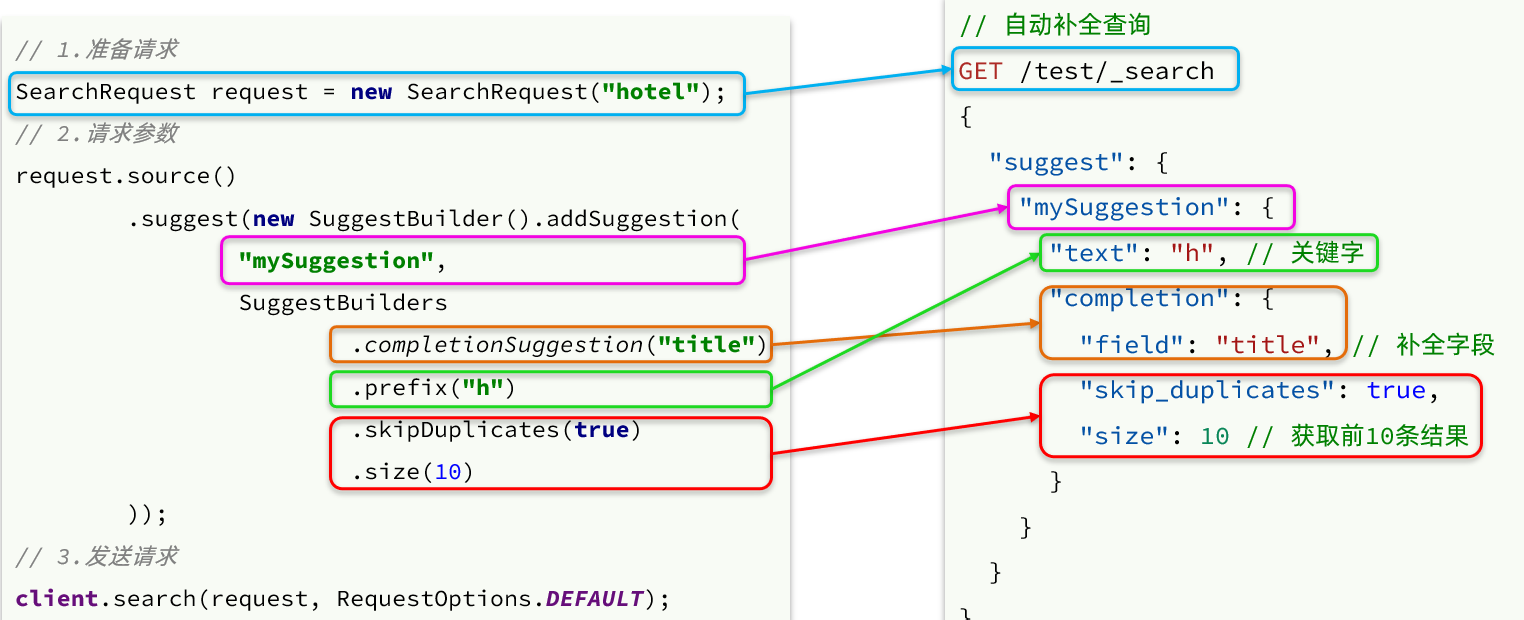 // 1.准备请求
SearchRequest request = new SearchRequest("hotel");
// 2.请求参数
request.source()
.suggest(new SuggestBuilder().addSuggestion(
"mySuggestion",
SuggestBuilders
.completionSuggestion("title")
.prefix("h")
.skipDuplicates(true)
.size(10)
));
// 3.发送请求
client.search(request, RequestOptions.DEFAULT);
// 自动补全查询
GET /test/_search
{
"suggest": {
"mySuggestion": {
"text": "h", // 关键字
"completion": {
"field": "title", // 补全字段
"skip_duplicates": true,
"size": 10 // 获取前10条结果
}
}
}
}